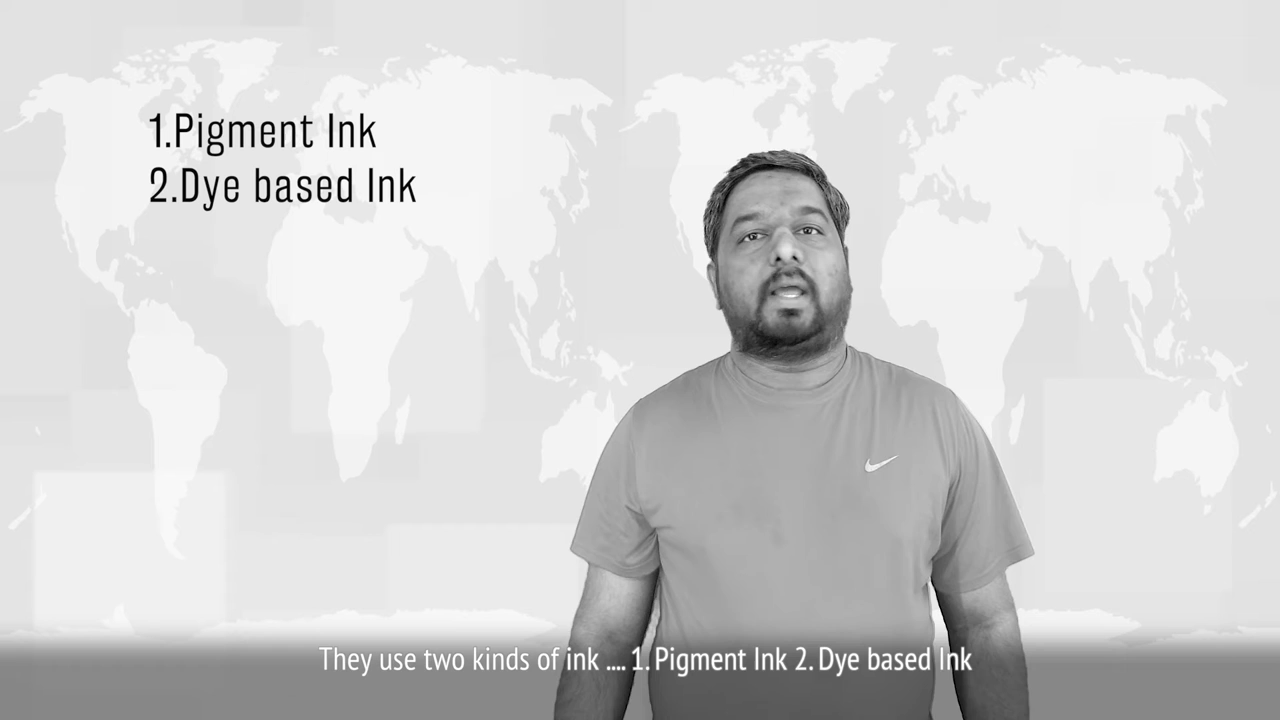 1.Pigment Ink
2.Dye based Ink
They use two kinds of ink .... 1. Pigment Ink 2. Dye based Ink